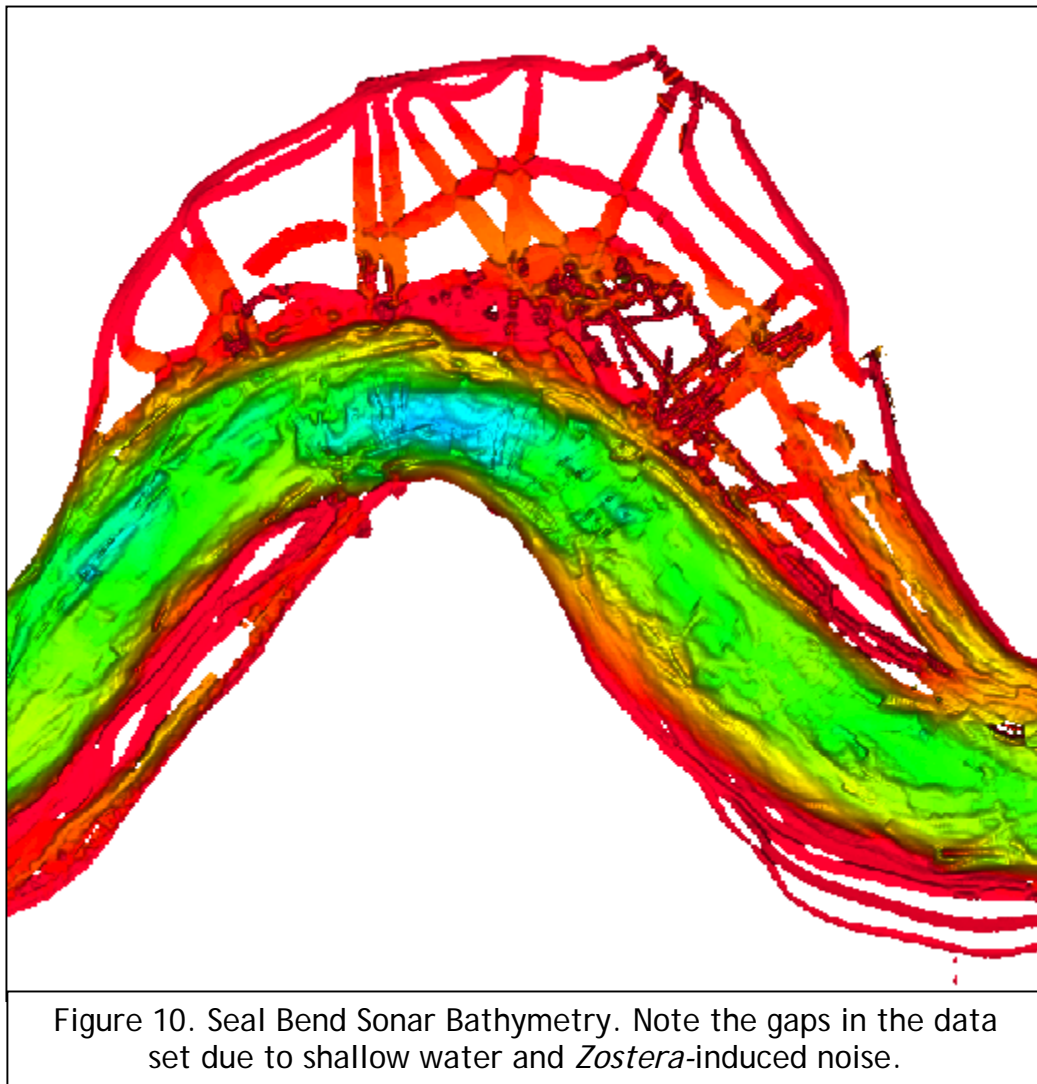 Figure 10. Seal Bend Sonar Bathymetry. Note the gaps in the data
set due to shallow water and Zostera-induced noise.